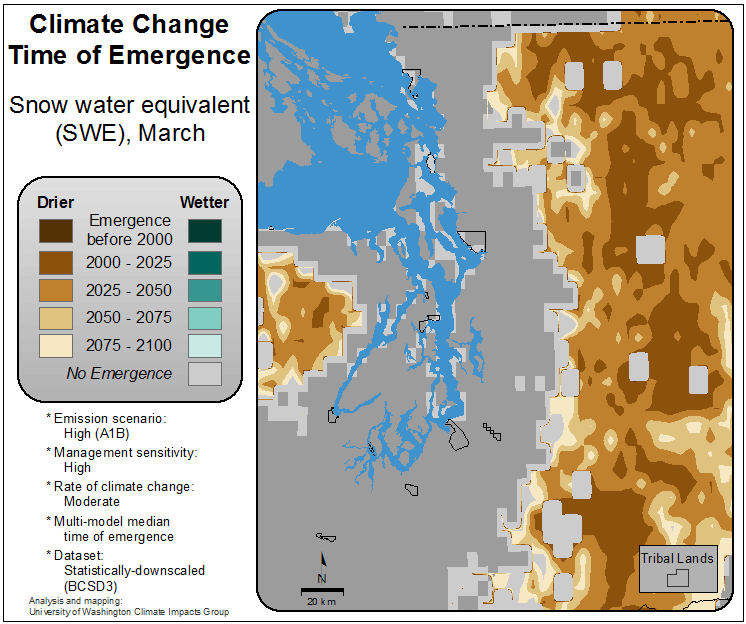 Climate Change
Time of Emergence
Snow water equivalent
(SWE), March
Drier
Wetter
Emergence
before 2000
2000 - 2025
2025 - 2050
2050 - 2075
2075 - 2100
No Emergence
* Emission scenario:
High (A1B)
* Management sensitivity:
High
* Rate of climate change:
Moderate
* Multi-model median
time of emergence
* Dataset:
Statistically-downscaled
(BCSD3)
Analysis and mapping:
University of Washington Climate Impacts Group
N
20 km
Tribal Lands